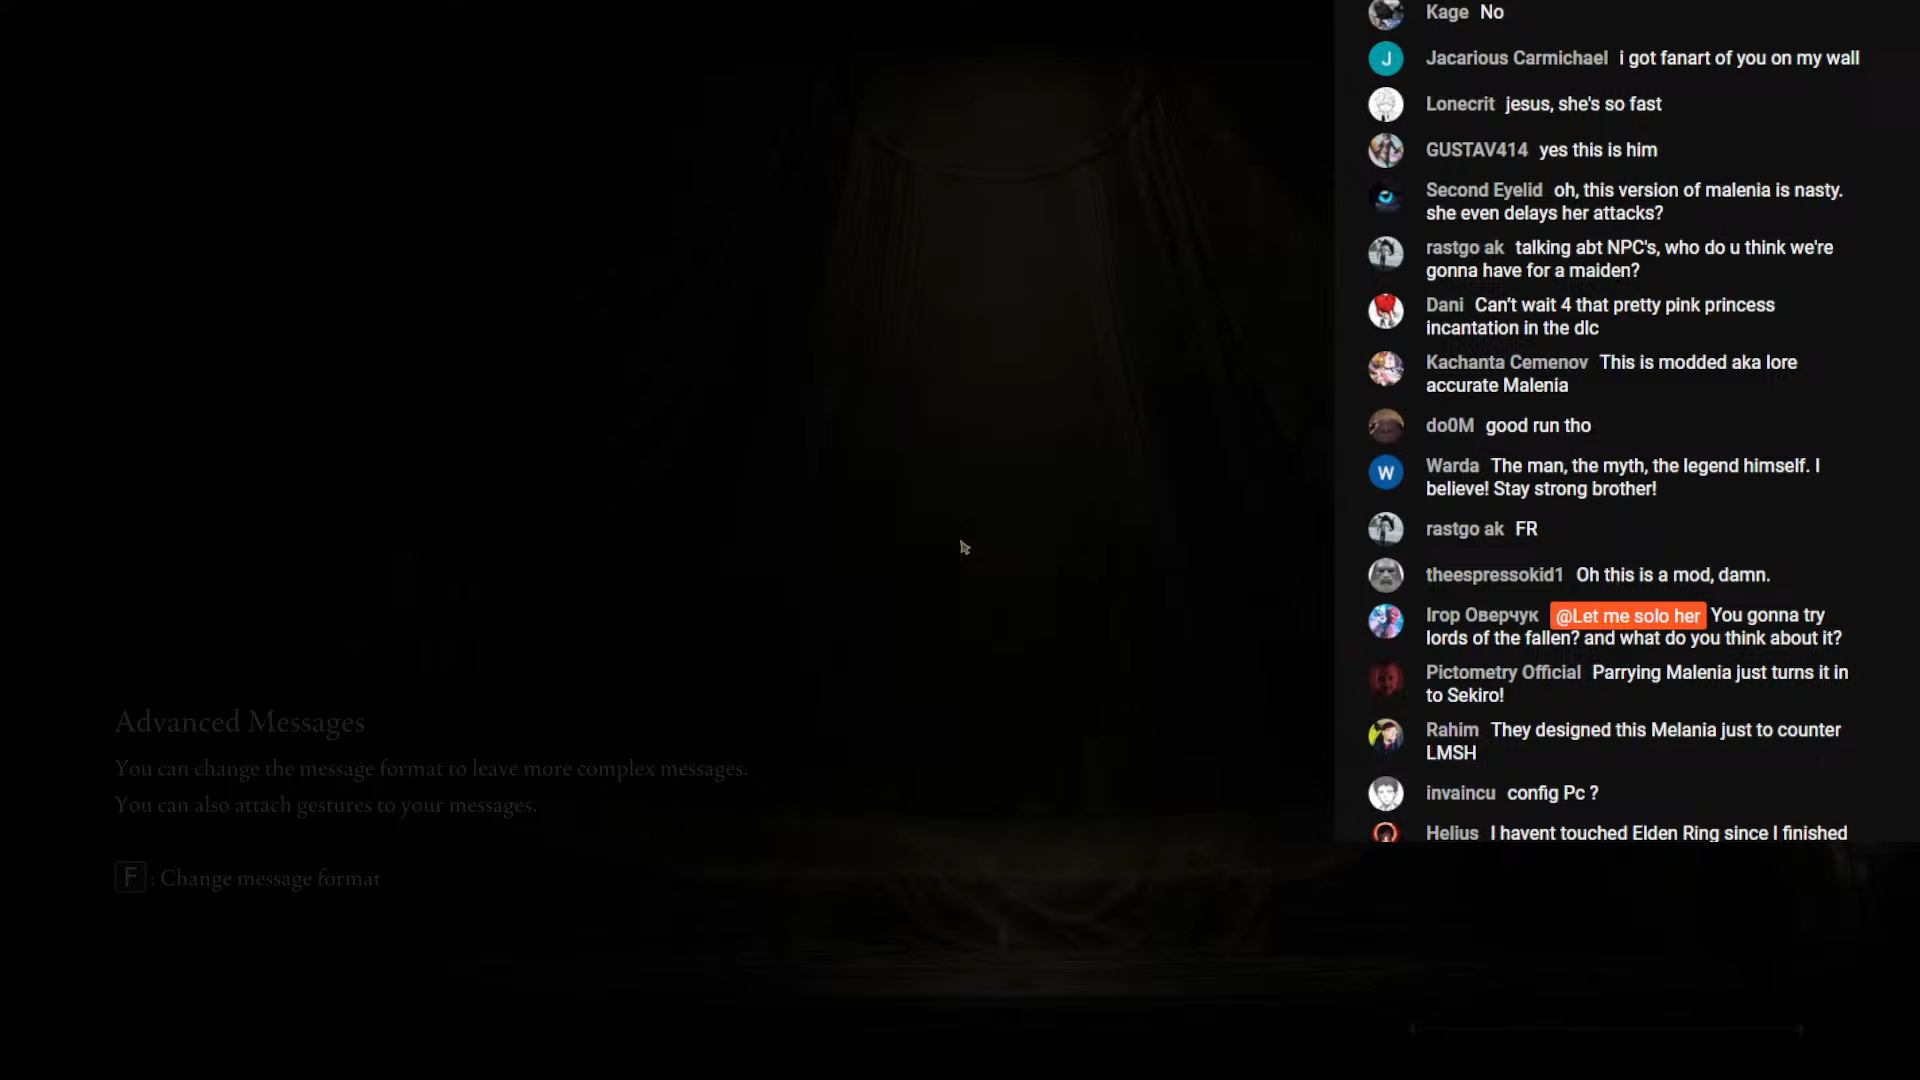 Kage No
Jacarious Carmichael i got fanart of you on my wall
J
Lonecrit jesus, she's so fast
GUSTAV414 yes this is him
Second Eyelid oh, this version of malenia is nasty.
she even delays her attacks?
rastgo ak talking abt NPC's, who do u think we're
gonna have for a maiden?
Dani Can't wait 4 that pretty pink princess
incantation in the dlc
Kachanta Cemenov This is modded aka lore
accurate Malenia
do0M good run tho
W
Warda The man, the myth, the legend himself. I
believe! Stay strong brother!
rastgo ak FR
theespressokid1 Oh this is a mod, damn.
Ігор Оверчук @Let me solo her You gonna try
lords of the fallen? and what do you think about it?
Pictometry Official Parrying Malenia just turns it in
to Sekiro!
Rahim They designed this Melania just to counter
LMSH
invaincu config Pc ?
Helius I havent touched Elden Ring since I finished
Advanced Messages
You can change the message format to leave more complex messages.
You can also attach gestures to your messages.
F : Change message format